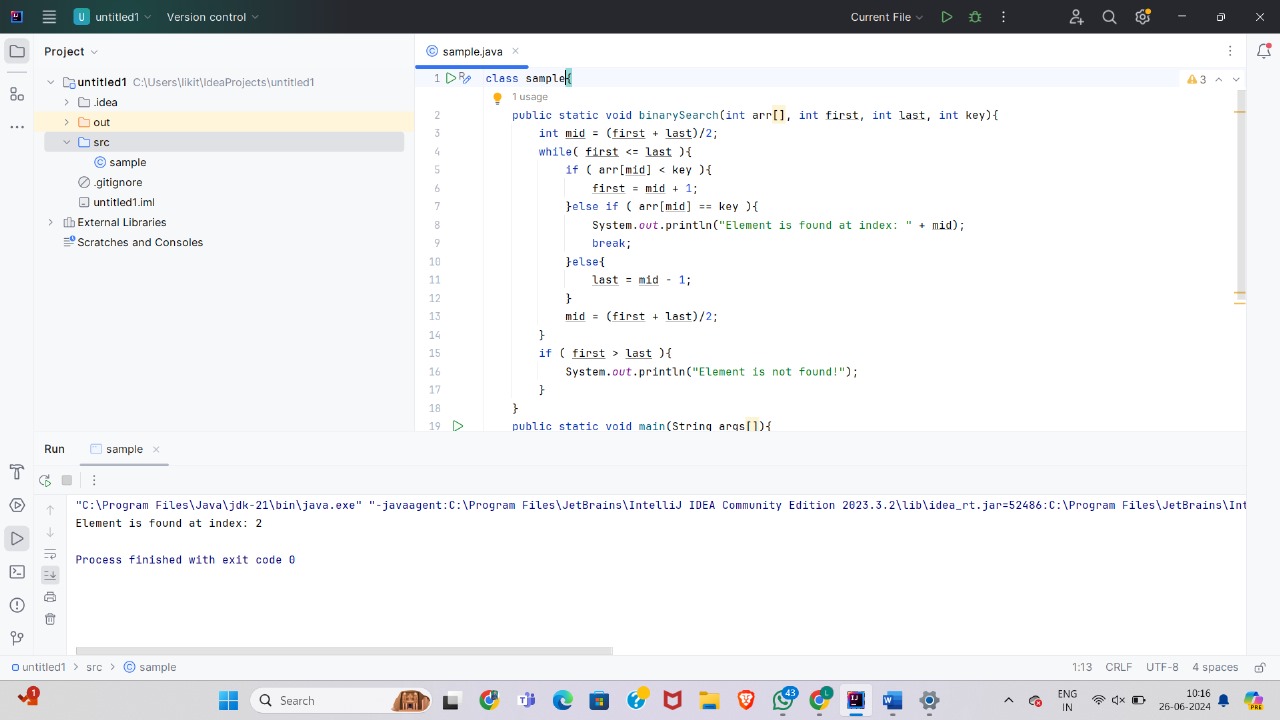 U untitled1 Version control Current File
Project
sample.java
untitled1 C:\Users\likit\IdeaProjects\untitled1
.idea
out
src
sample
.gitignore
untitled1.iml
External Libraries
Scratches and Consoles
3
1 class sample{
1 usage
2 public static void binarySearch(int arr[], int first, int last, int key){
3 int mid = (first + last)/2;
4 while( first <= last ){
5 if ( arr[mid] < key ){
6 first = mid + 1;
7 }else if ( arr[mid] == key ){
8 System.out.println("Element is found at index: " + mid);
9 break;
10 }else{
11 last = mid - 1;
12 }
13 mid = (first + last)/2;
14 }
15 if ( first > last ){
16 System.out.println("Element is not found!");
17 }
18 }
19 public static void main(String args[]){
Run sample
"C:\Program Files\Java\jdk-21\bin\java.exe" "-javaagent:C:\Program Files\JetBrains\IntelliJ IDEA Community Edition 2023.3.2\lib\idea_rt.jar=52486:C:\Program Files\JetBrains\Int
Element is found at index: 2
Process finished with exit code 0
untitled1 > src > sample 1:13 CRLF UTF-8 4 spaces
1 Search 43 L ENG 10:16
IN 26-06-2024 PRE